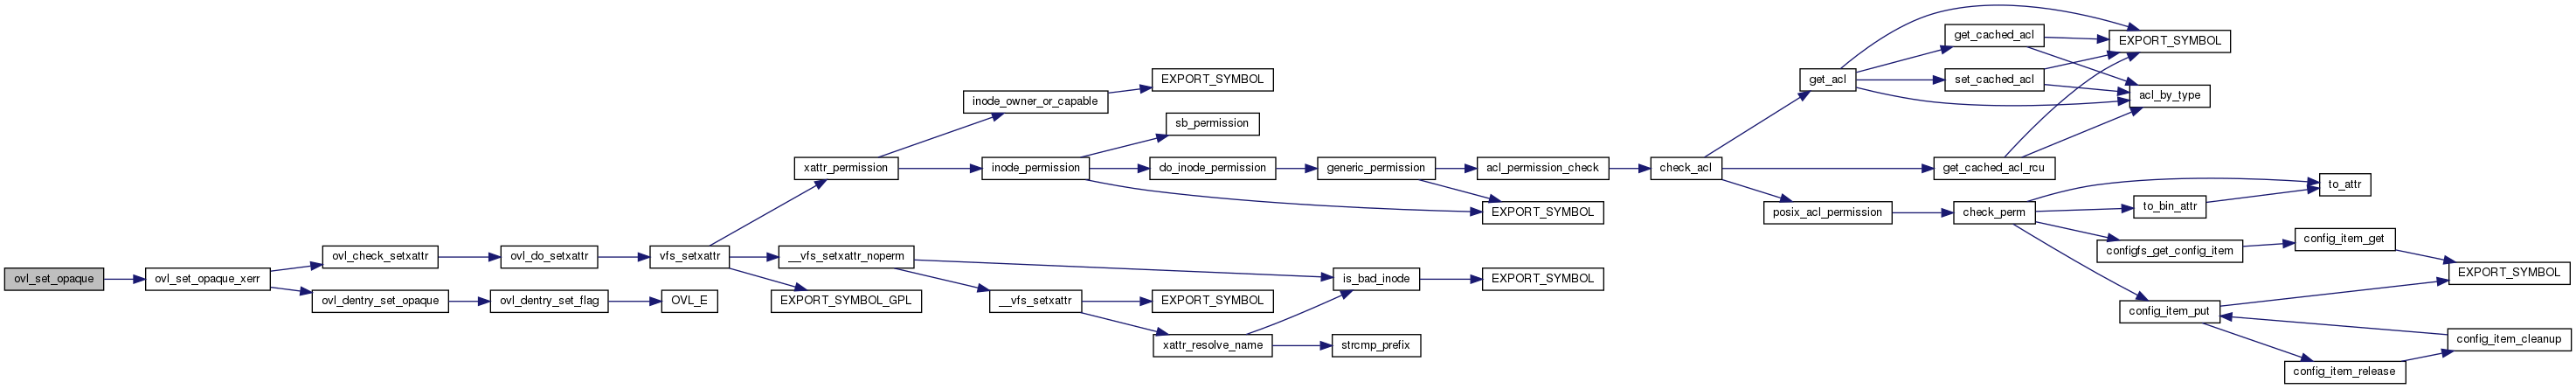 ovl_set_opaque
ovl_set_opaque_xerr
ovl_check_setxattr
ovl_dentry_set_opaque
ovl_do_setxattr
ovl_dentry_set_flag
vfs_setxattr
OVL_E
xattr_permission
__vfs_setxattr_noperm
EXPORT_SYMBOL_GPL
inode_owner_or_capable
inode_permission
__vfs_setxattr
EXPORT_SYMBOL
sb_permission
do_inode_permission
EXPORT_SYMBOL
xattr_resolve_name
generic_permission
is_bad_inode
strcmp_prefix
acl_permission_check
EXPORT_SYMBOL
EXPORT_SYMBOL
check_acl
get_acl
posix_acl_permission
get_cached_acl
set_cached_acl
get_cached_acl_rcu
check_perm
EXPORT_SYMBOL
acl_by_type
to_bin_attr
configfs_get_config_item
config_item_put
to_attr
config_item_get
config_item_release
EXPORT_SYMBOL
config_item_cleanup